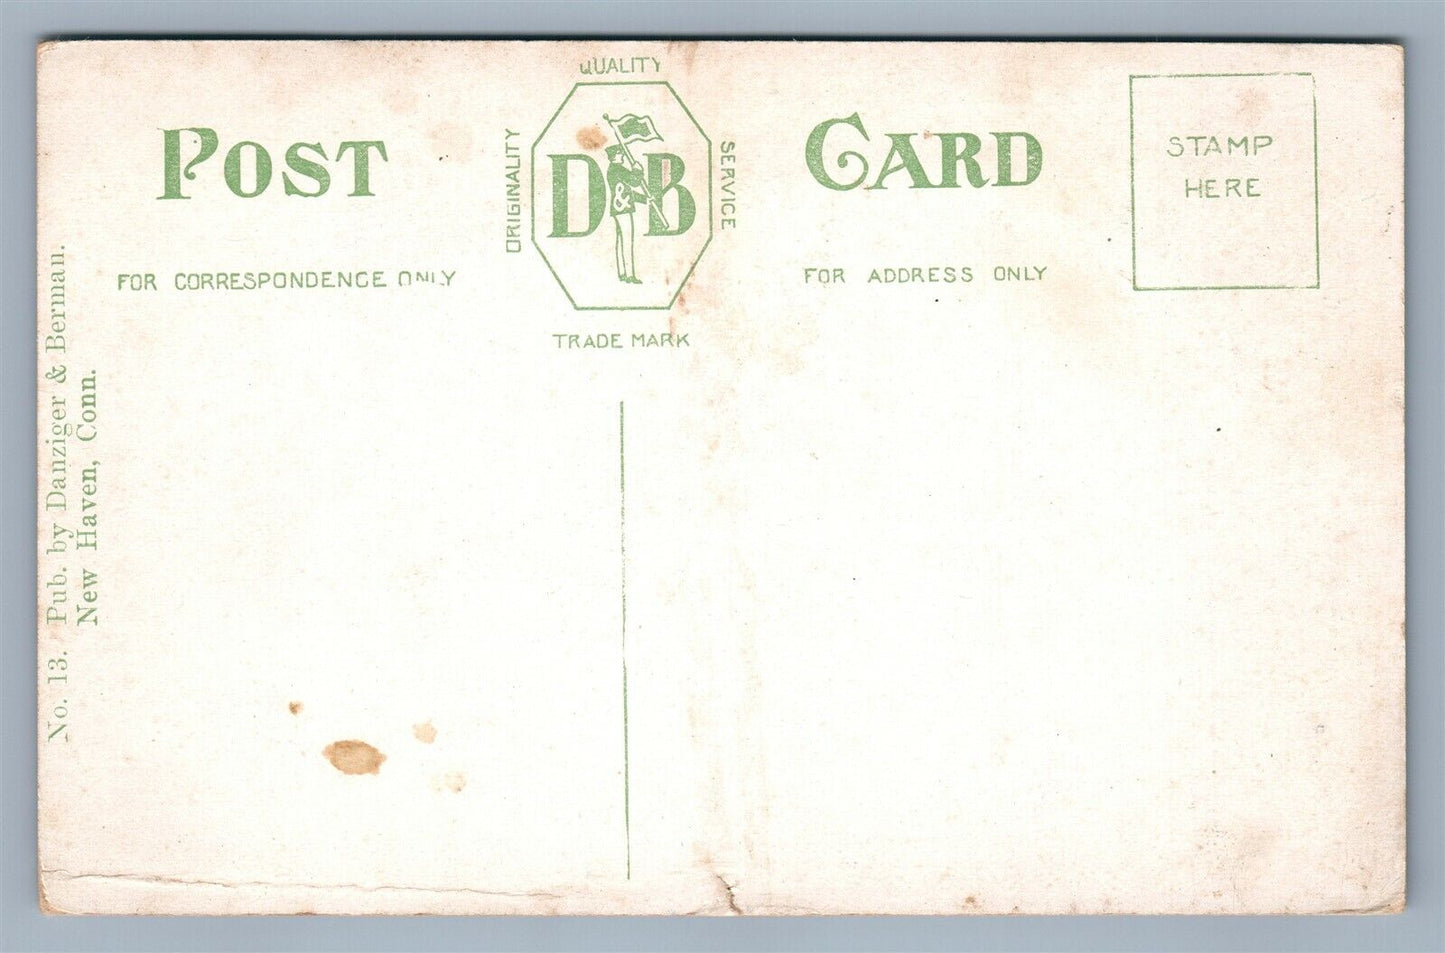 POST CARD
QUALITY
ORIGINALITY
D & B
SERVICE
TRADE MARK
STAMP
HERE
FOR CORRESPONDENCE ONLY
FOR ADDRESS ONLY
No. 13. Pub. by Danziger & Berman.
New Haven, Conn.